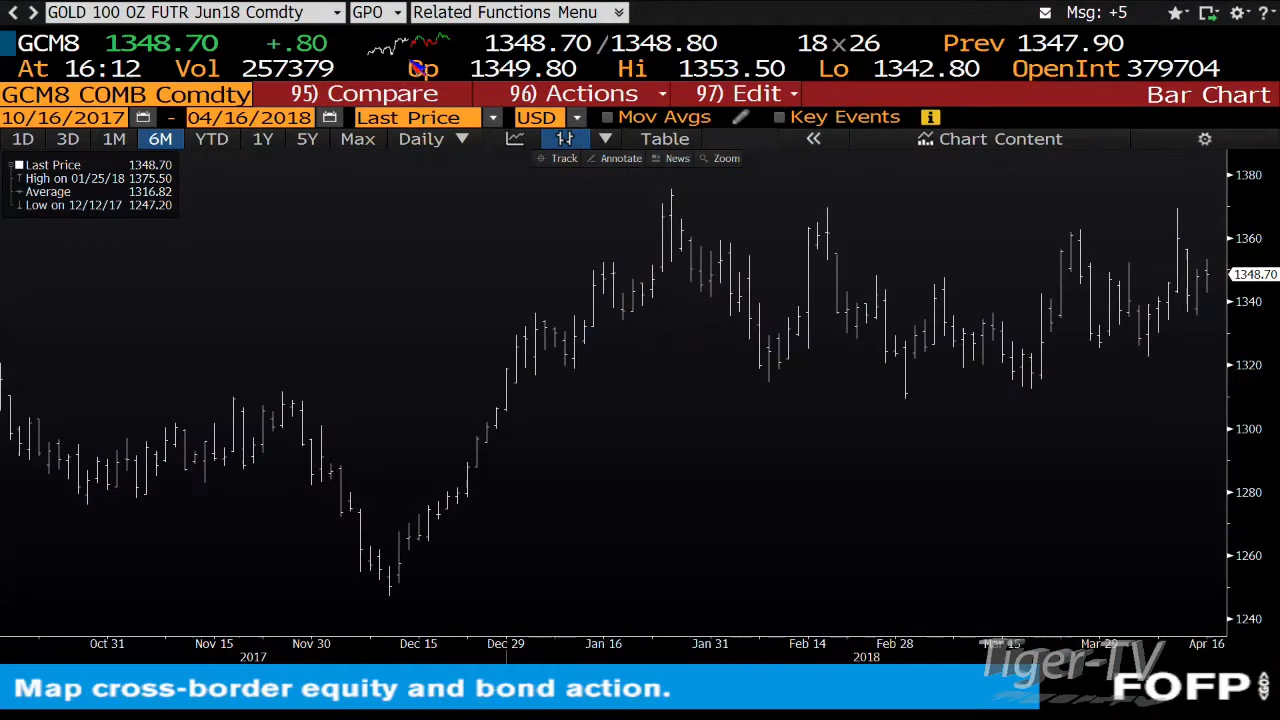 GOLD 100 OZ FUTR Jun18 Comdty GPO Related Functions Menu Msg: +5
GCM8 1348.70 +.80 1348.70/1348.80 18x26 Prev 1347.90
At 16:12 Vol 257379 Op 1349.80 Hi 1353.50 Lo 1342.80 OpenInt 379704
GCM8 COMB Comdty 95) Compare 96) Actions 97) Edit Bar Chart
10/16/2017 - 04/16/2018 Last Price USD Mov Avgs Key Events
1D 3D 1M 6M YTD 1Y 5Y Max Daily Table Chart Content
Track Annotate News Zoom
Last Price 1348.70
High on 01/25/18 1375.50
Average 1316.82
Low on 12/12/17 1247.20
1380
1360
1348.70
1340
1320
1300
1280
1260
1240
Oct 31 Nov 15 Nov 30 Dec 15 Dec 29 Jan 16 Jan 31 Feb 14 Feb 28 Mar 15 Mar 29 Apr 16
2017 2018
Tiger-TV
Map cross-border equity and bond action. FOFP